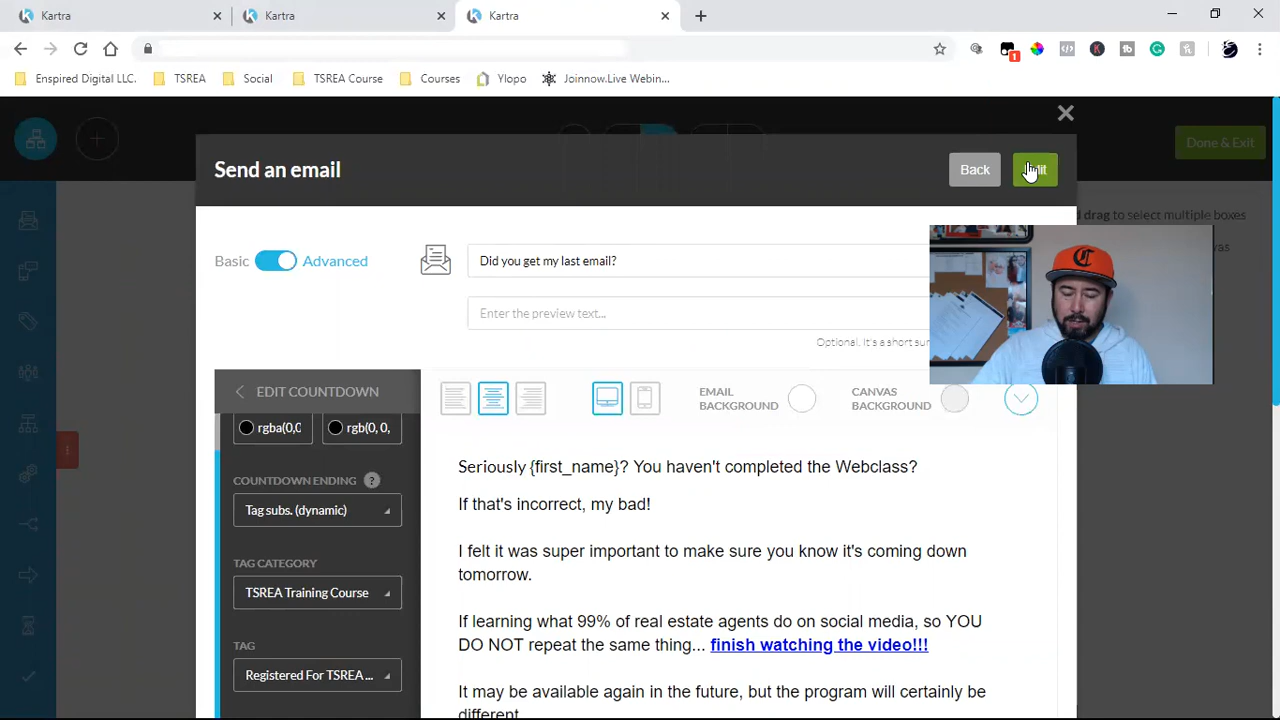 Kartra
Kartra
Kartra
Enspired Digital LLC.
TSREA
Social
TSREA Course
Courses
Ylopo
Joinnow.Live Webin...
1
Done & Exit
Send an email
Back
drag to select multiple boxes
Basic
Advanced
Did you get my last email?
Enter the preview text...
Optional. It's a short
EDIT COUNTDOWN
EMAIL BACKGROUND
CANVAS BACKGROUND
rgba(0,0
rgb(0, 0,
COUNTDOWN ENDING ?
Tag subs. (dynamic)
TAG CATEGORY
TSREA Training Course
TAG
Registered For TSREA ...
Seriously {first_name}? You haven't completed the Webclass?
If that's incorrect, my bad!
I felt it was super important to make sure you know it's coming down
tomorrow.
If learning what 99% of real estate agents do on social media, so YOU
DO NOT repeat the same thing... finish watching the video!!!
It may be available again in the future, but the program will certainly be
different